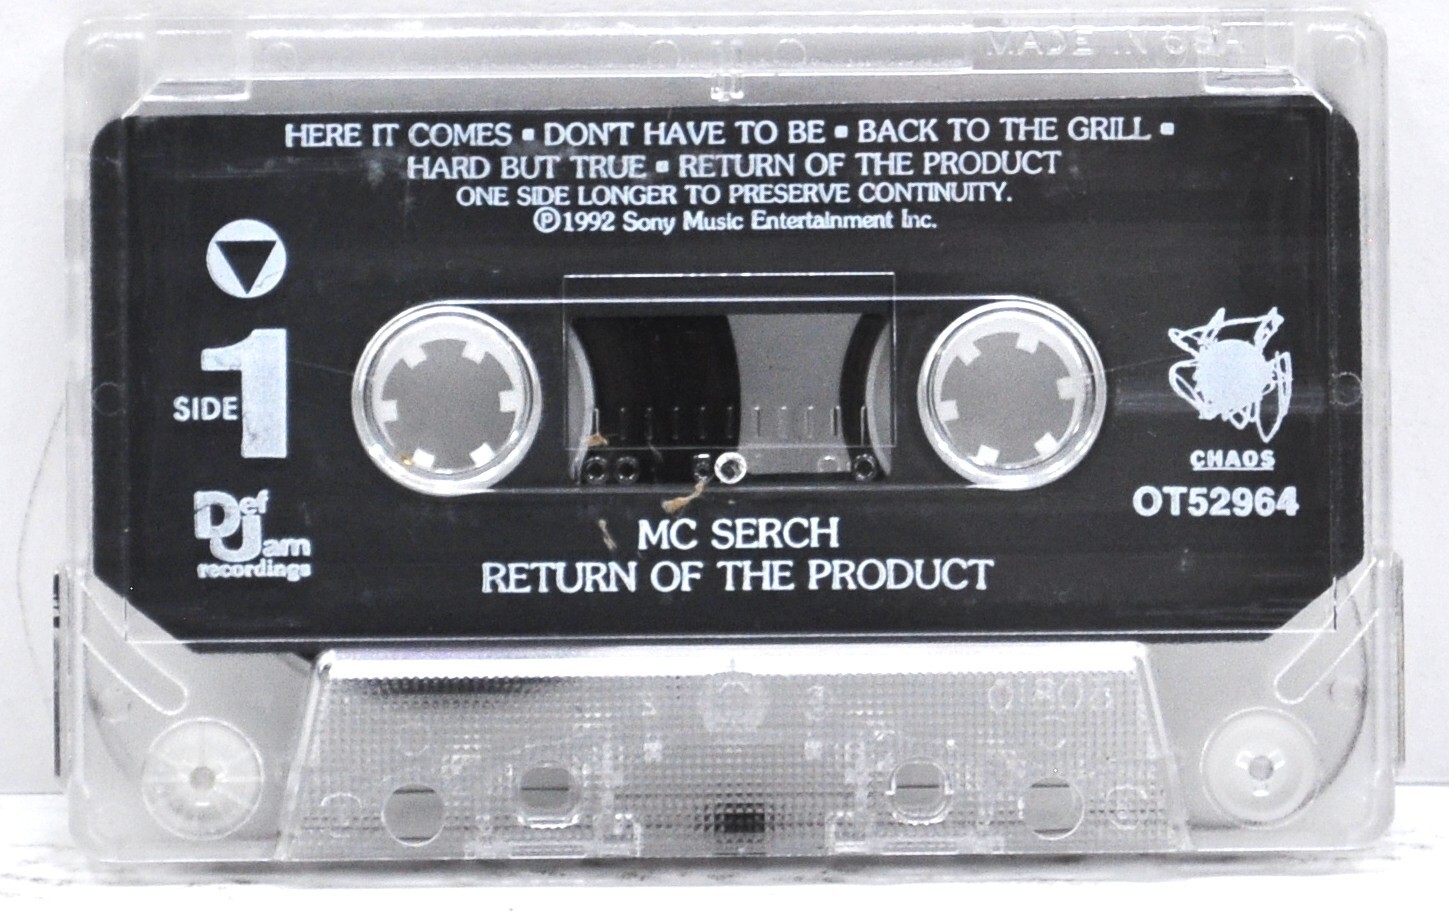 MADE IN USA
HERE IT COMES ▪ DON'T HAVE TO BE ▪ BACK TO THE GRILL ▪
HARD BUT TRUE ▪ RETURN OF THE PRODUCT
ONE SIDE LONGER TO PRESERVE CONTINUITY.
℗1992 Sony Music Entertainment Inc.
SIDE 1
Def
Jam
recordings
CHAOS
OT52964
MC SERCH
RETURN OF THE PRODUCT